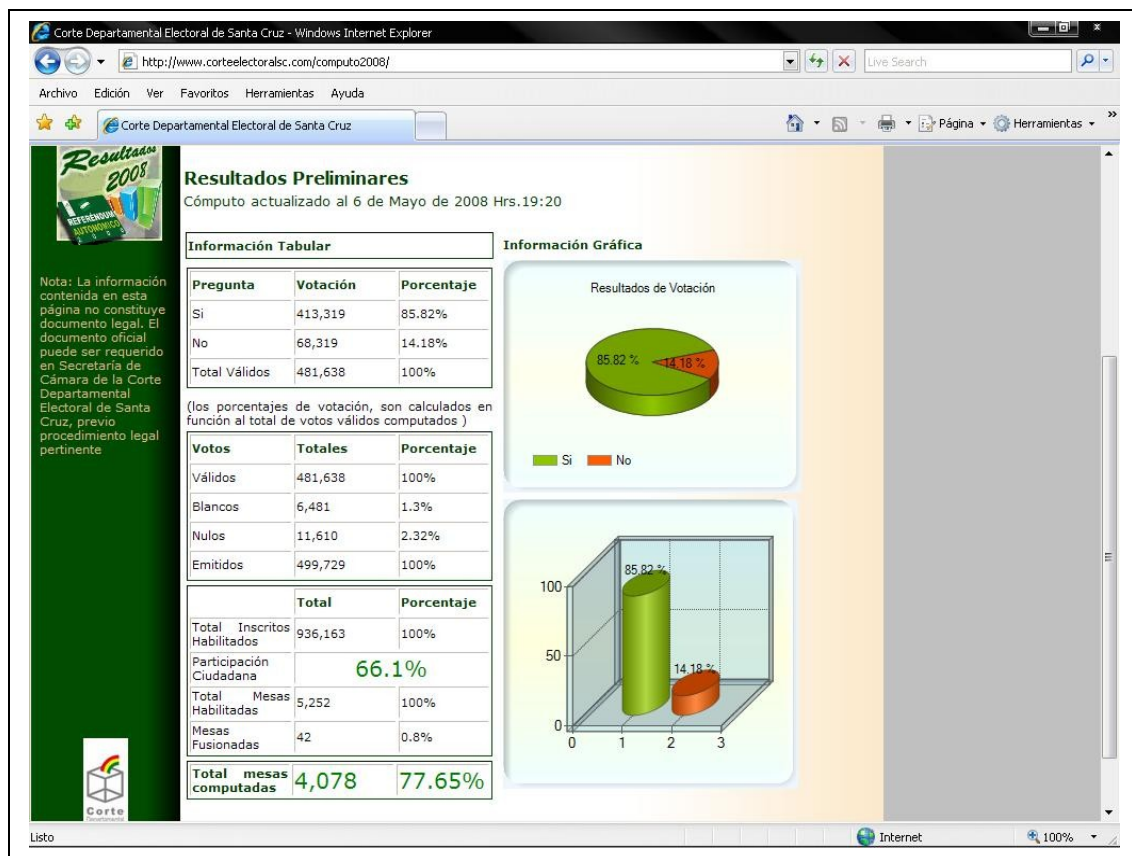 Corte Departamental Electoral de Santa Cruz - Windows Internet Explorer
http://www.corteelectoralsc.com/computo2008/
Live Search
Archivo Edición Ver Favoritos Herramientas Ayuda
Corte Departamental Electoral de Santa Cruz
Página Herramientas »
Resultados
2008
REFERÉNDUM
AUTONOMICO
2 0 0 8
Nota: La información
contenida en esta
página no constituye
documento legal. El
documento oficial
puede ser requerido
en Secretaría de
Cámara de la Corte
Departamental
Electoral de Santa
Cruz, previo
procedimiento legal
pertinente
Corte
Resultados Preliminares
Cómputo actualizado al 6 de Mayo de 2008 Hrs.19:20
Información Tabular
Pregunta Votación Porcentaje
Si 413,319 85.82%
No 68,319 14.18%
Total Válidos 481,638 100%
(los porcentajes de votación, son calculados en
función al total de votos válidos computados )
Votos Totales Porcentaje
Válidos 481,638 100%
Blancos 6,481 1.3%
Nulos 11,610 2.32%
Emitidos 499,729 100%
Total Porcentaje
Total Inscritos
Habilitados 936,163 100%
Participación
Ciudadana 66.1%
Total Mesas
Habilitadas 5,252 100%
Mesas
Fusionadas 42 0.8%
Total mesas
computadas 4,078 77.65%
Información Gráfica
Resultados de Votación
85.82 % 14.18 %
Si No
85.82 %
100
50
14.18 %
0
0 1 2 3
Listo Internet 100%